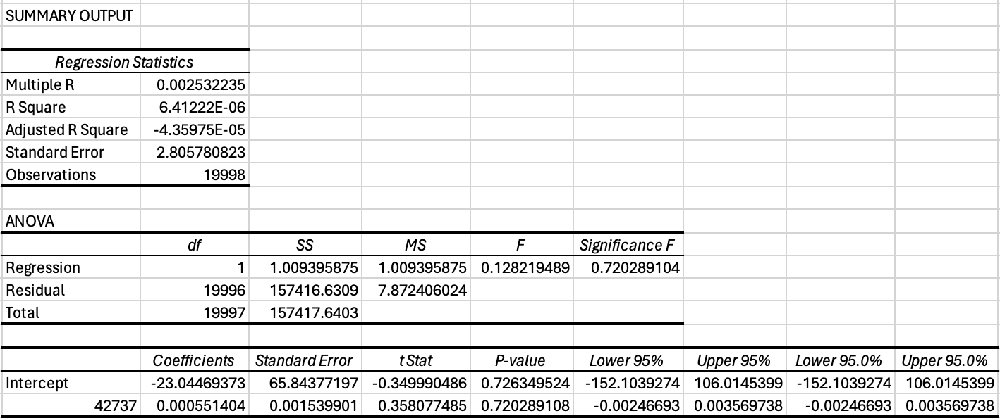 SUMMARY OUTPUT
Regression Statistics
Multiple R 0.002532235
R Square 6.41222E-06
Adjusted R Square -4.35975E-05
Standard Error 2.805780823
Observations 19998
ANOVA
df SS MS F Significance F
Regression 1 1.009395875 1.009395875 0.128219489 0.720289104
Residual 19996 157416.6309 7.872406024
Total 19997 157417.6403
Coefficients Standard Error t Stat P-value Lower 95% Upper 95% Lower 95.0% Upper 95.0%
Intercept -23.04469373 65.84377197 -0.349990486 0.726349524 -152.1039274 106.0145399 -152.1039274 106.0145399
42737 0.000551404 0.001539901 0.358077485 0.720289108 -0.00246693 0.003569738 -0.00246693 0.003569738